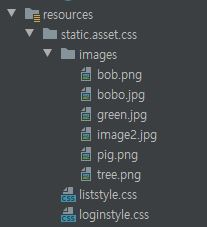 resources
static.asset.css
images
bob.png
bobo.jpg
green.jpg
image2.jpg
pig.png
tree.png
liststyle.css
loginstyle.css